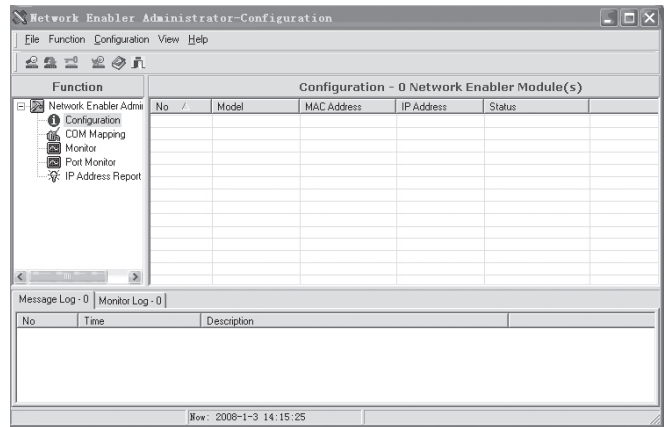 Network Enabler Administrator-Configuration
File Function Configuration View Help
Function
Configuration - 0 Network Enabler Module(s)
Network Enabler Admii
Configuration
COM Mapping
Monitor
Port Monitor
IP Address Report
No Model MAC Address IP Address Status
Message Log - 0 Monitor Log - 0
No Time Description
Now: 2008-1-3 14:15:25